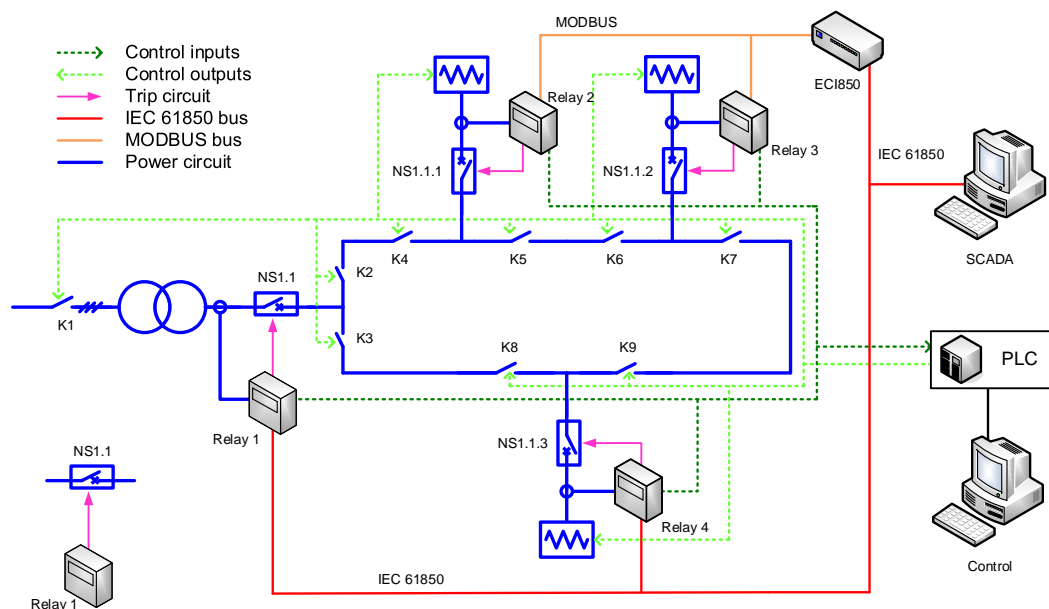 MODBUS
Control inputs
Control outputs
Trip circuit
IEC 61850 bus
MODBUS bus
Power circuit
ECI850
Relay 2
Relay 3
NS1.1.1
NS1.1.2
IEC 61850
SCADA
K4
K5
K6
K7
K2
NS1.1
K1
K3
K8
K9
PLC
Relay 1
NS1.1.3
NS1.1
Relay 4
Control
IEC 61850
Relay 1